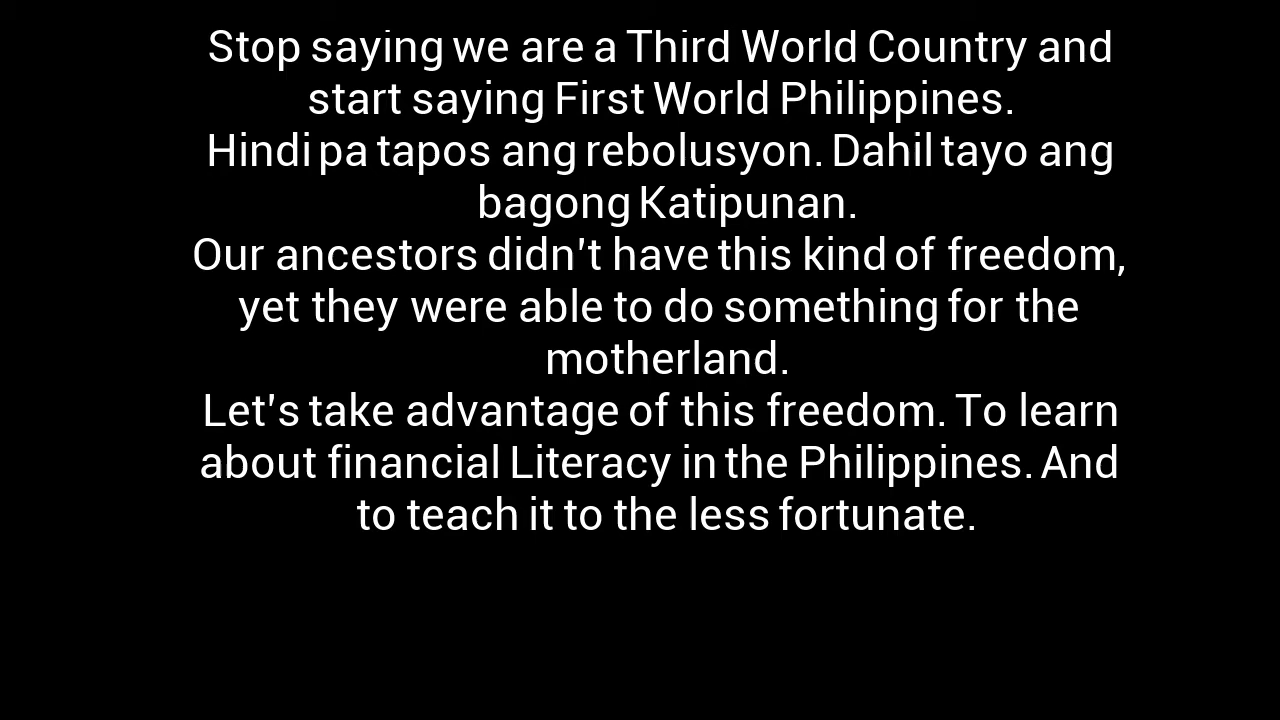 Stop saying we are a Third World Country and
start saying First World Philippines.
Hindi pa tapos ang rebolusyon. Dahil tayo ang
bagong Katipunan.
Our ancestors didn't have this kind of freedom,
yet they were able to do something for the
motherland.
Let's take advantage of this freedom. To learn
about financial Literacy in the Philippines. And
to teach it to the less fortunate.